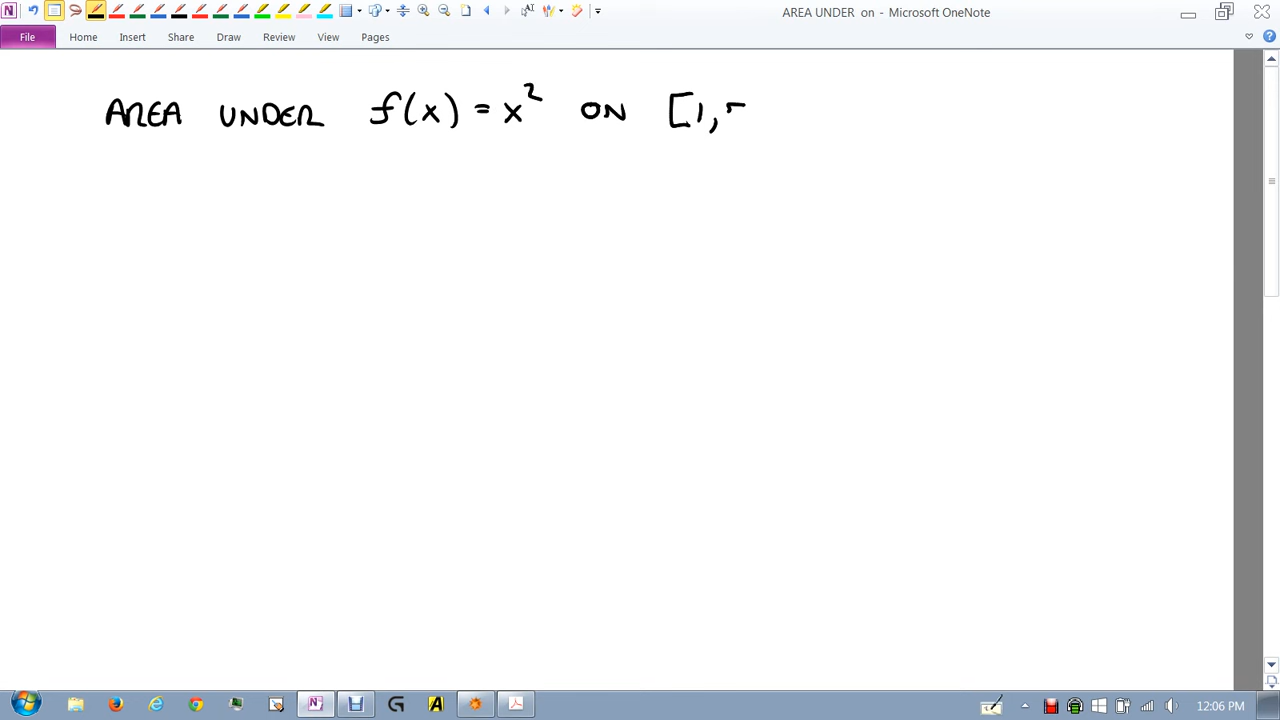 AREA UNDER on - Microsoft OneNote
File Home Insert Share Draw Review View Pages
AREA UNDER f(x) = x² ON [1,
12:06 PM